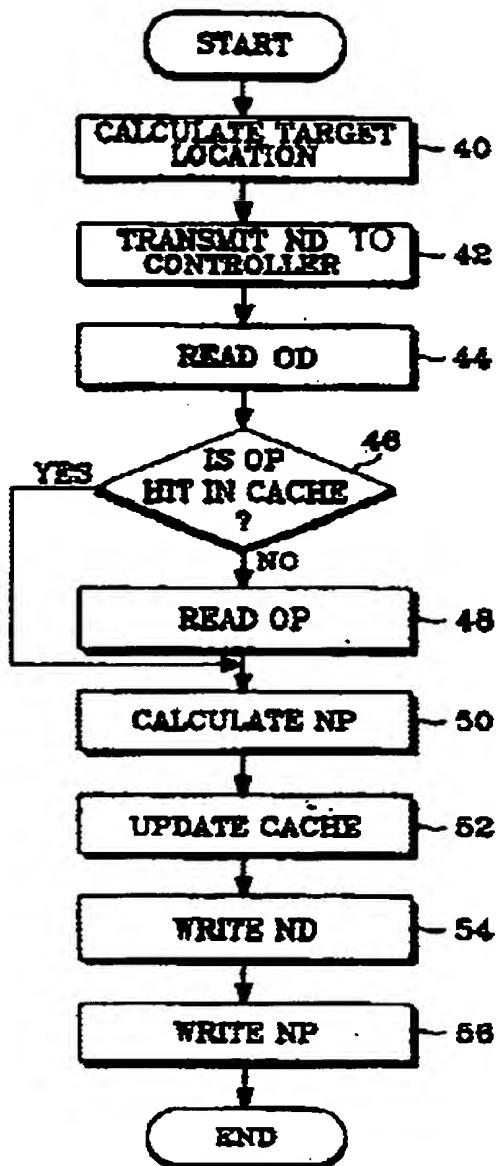 START
CALCULATE TARGET
LOCATION
40
TRANSMIT ND TO
CONTROLLER
42
READ OD
44
46
IS OP
HIT IN CACHE
?
YES
NO
READ OP
48
CALCULATE NP
50
UPDATE CACHE
52
WRITE ND
54
WRITE NP
56
END